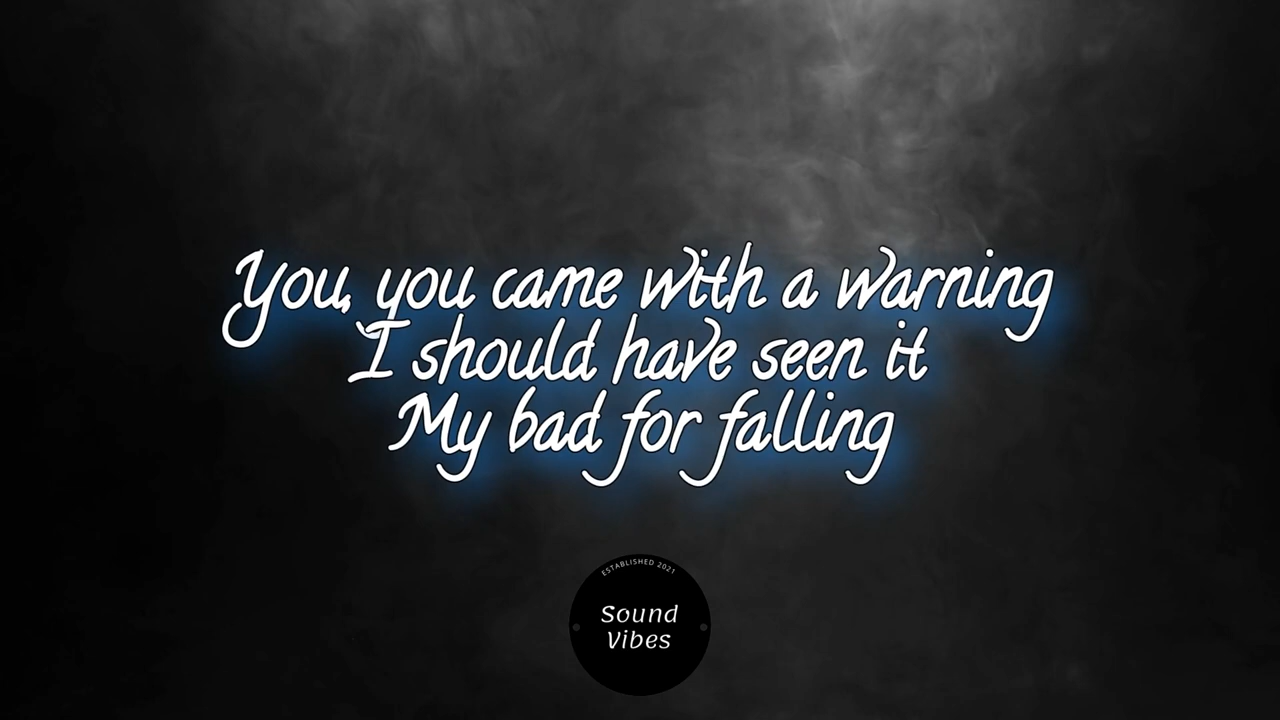 You, you came with a warning
I should have seen it
My bad for falling
ESTABLISHED 2021
Sound
Vibes